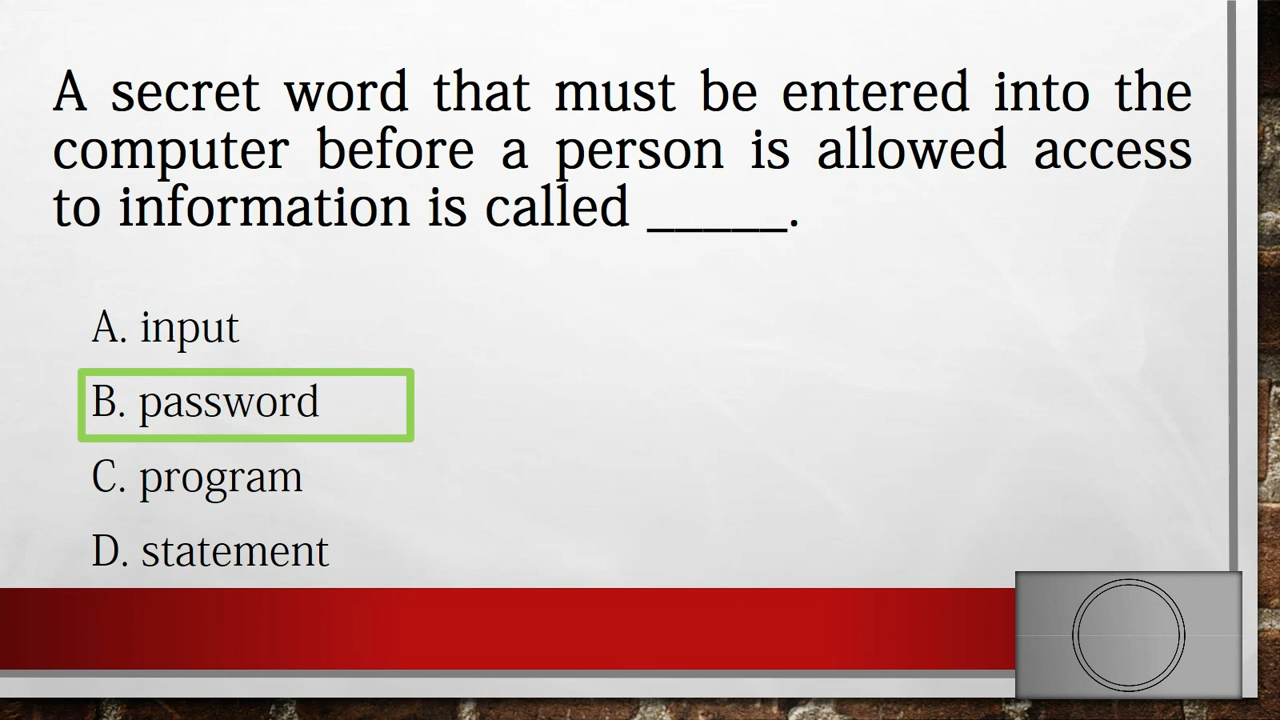 A secret word that must be entered into the
computer before a person is allowed access
to information is called _____.
A. input
B. password
C. program
D. statement